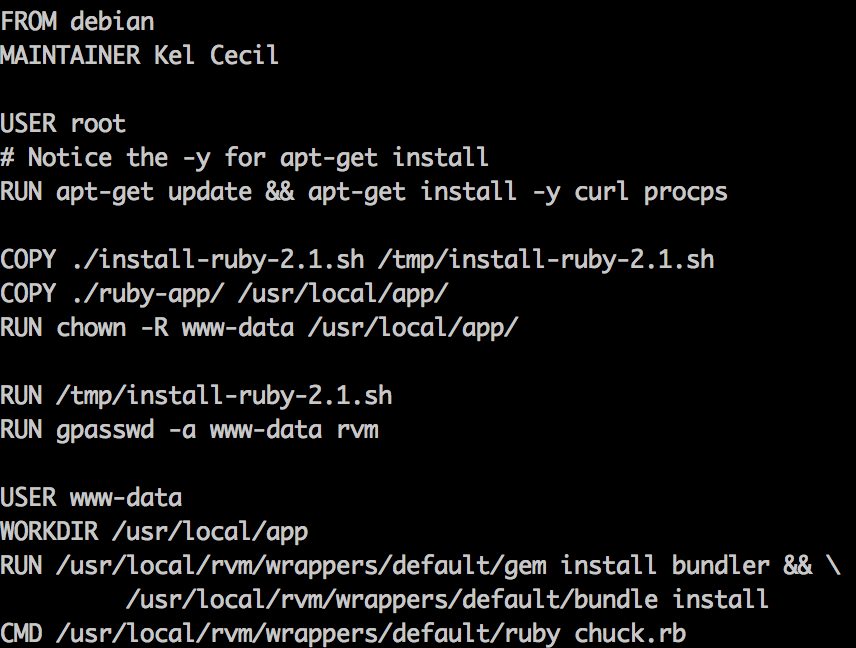 FROM debian
MAINTAINER Kel Cecil
USER root
# Notice the -y for apt-get install
RUN apt-get update && apt-get install -y curl procps
COPY ./install-ruby-2.1.sh /tmp/install-ruby-2.1.sh
COPY ./ruby-app/ /usr/local/app/
RUN chown -R www-data /usr/local/app/
RUN /tmp/install-ruby-2.1.sh
RUN gpasswd -a www-data rvm
USER www-data
WORKDIR /usr/local/app
RUN /usr/local/rvm/wrappers/default/gem install bundler && \
/usr/local/rvm/wrappers/default/bundle install
CMD /usr/local/rvm/wrappers/default/ruby chuck.rb